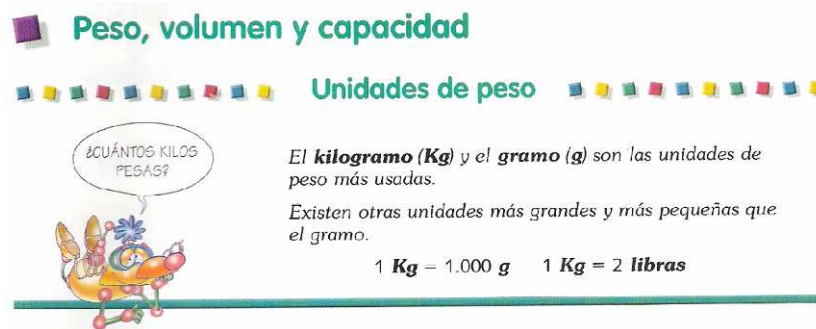 Peso, volumen y capacidad
Unidades de peso
¿CUÁNTOS KILOS
PESAS?
El kilogramo (Kg) y el gramo (g) son las unidades de
peso más usadas.
Existen otras unidades más grandes y más pequeñas que
el gramo.
1 Kg = 1.000 g 1 Kg = 2 libras